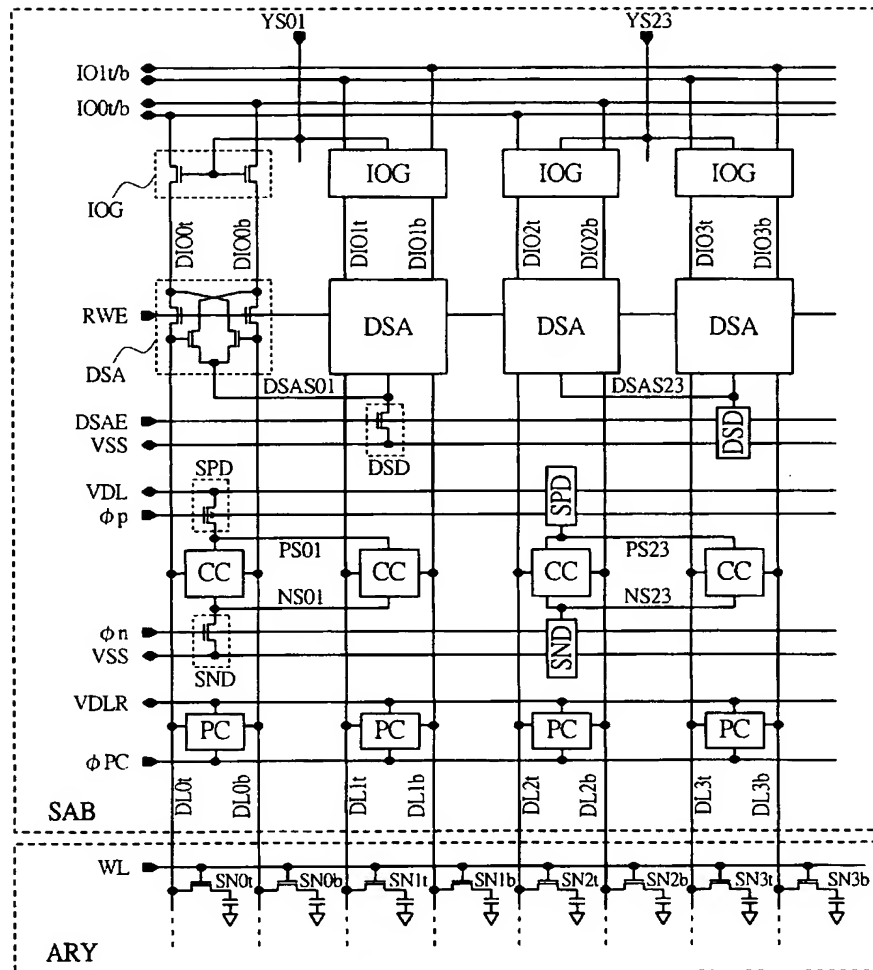 YS01 YS23
IO1t/b
IO0t/b
IOG IOG IOG
IOG
DIO0t DIO0b DIO1t DIO1b DIO2t DIO2b DIO3t DIO3b
RWE DSA DSA DSA
DSA
DSAS01 DSAS23
DSAE
VSS DSD DSD
SPD
VDL SPD
φp
PS01 PS23
CC CC CC CC
NS01 NS23
φn
VSS SND
SND
VDLR
PC PC PC PC
φPC
DL0t DL0b DL1t DL1b DL2t DL2b DL3t DL3b
SAB
WL
SN0t SN0b SN1t SN1b SN2t SN2b SN3t SN3b
ARY